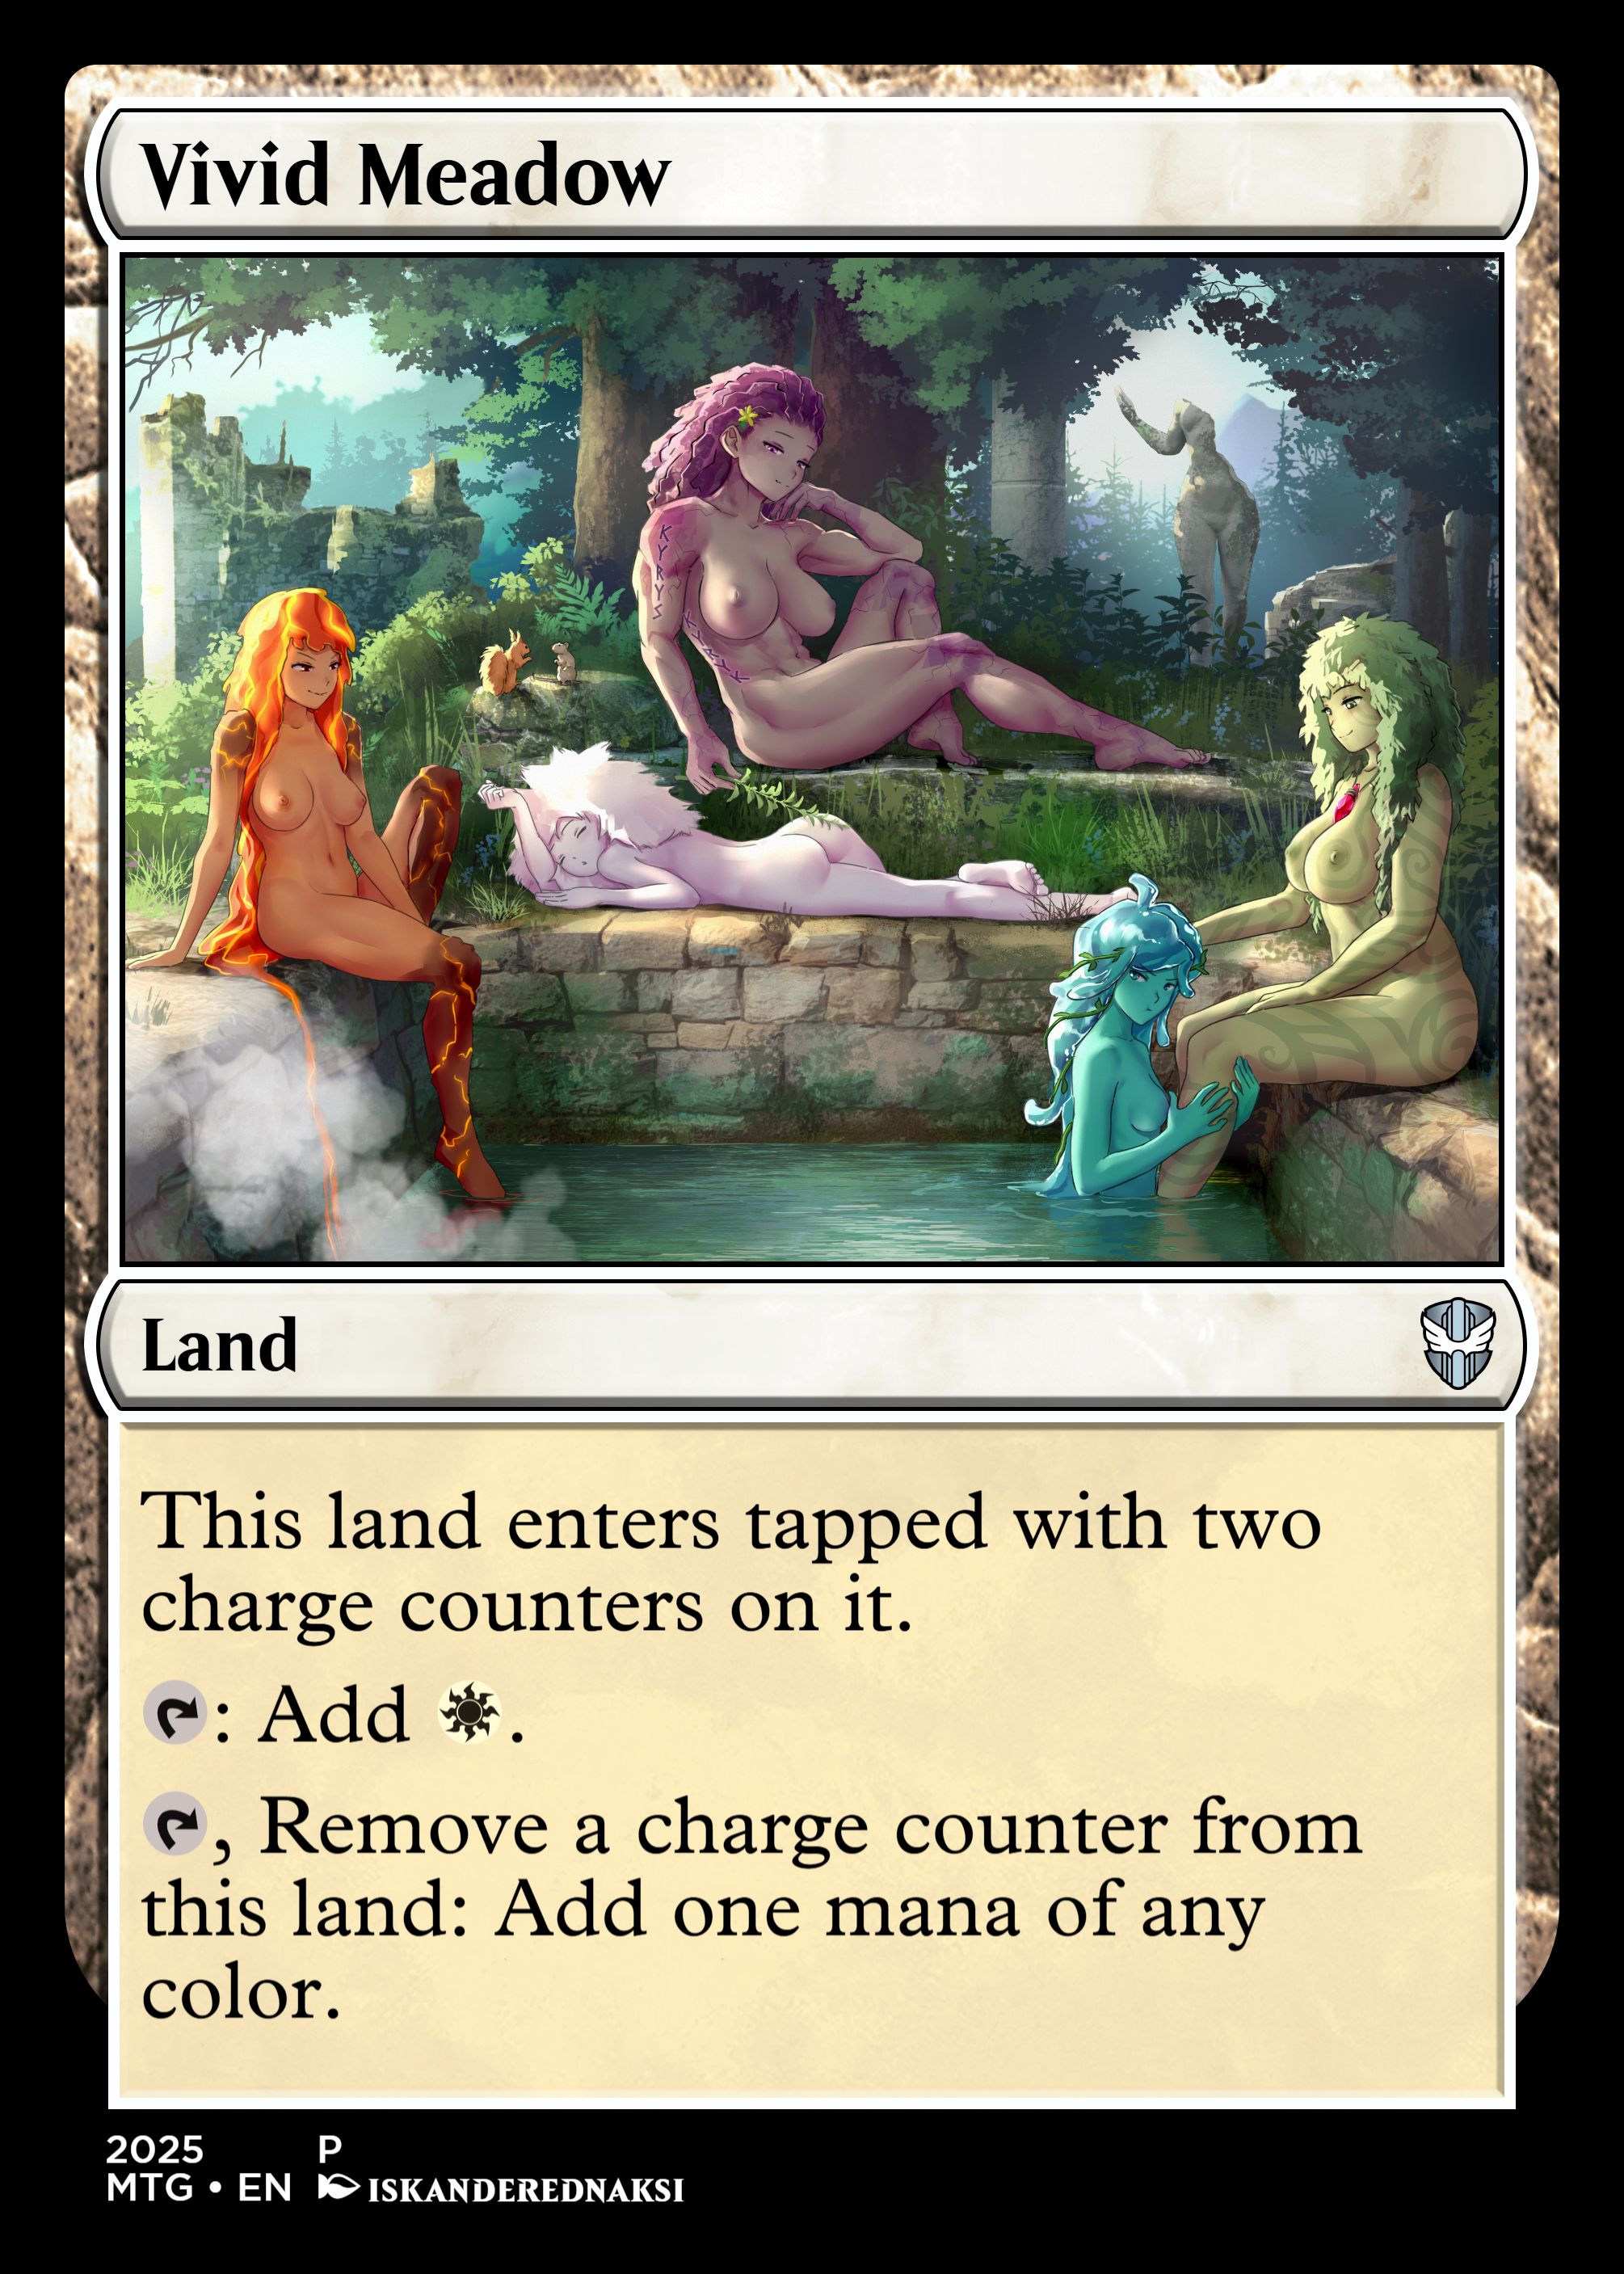 Vivid Meadow
KYRYS
Land
This land enters tapped with two
charge counters on it.
: Add .
, Remove a charge counter from
this land: Add one mana of any
color.
2025 P
MTG • EN ISKANDEREDNAKSI